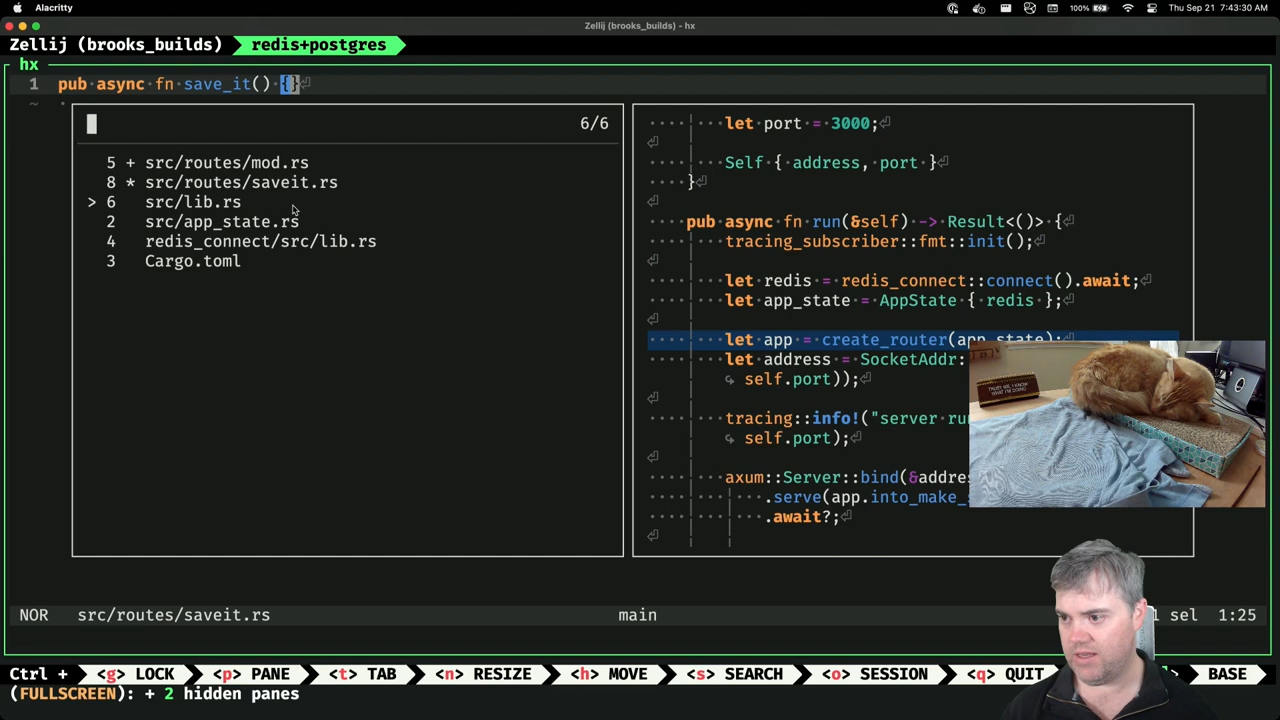 Alacritty
100%
Thu Sep 21 7:43:30 AM
Zellij (brooks_builds) - hx
Zellij (brooks_builds) redis+postgres
hx
1 pub async fn save_it() {}
~
6/6
5 + src/routes/mod.rs
8 * src/routes/saveit.rs
> 6 src/lib.rs
2 src/app_state.rs
4 redis_connect/src/lib.rs
3 Cargo.toml
let port = 3000;
Self { address, port }
}
pub async fn run(&self) -> Result<()> {
tracing_subscriber::fmt::init();
let redis = redis_connect::connect().await;
let app_state = AppState { redis };
let app = create_router(app_state);
let address = SocketAddr:
self.port));
tracing::info!("server ru
self.port);
axum::Server::bind(&addre
.serve(app.into_make_
.await?;
TRUST ME, I KNOW
WHAT I'M DOING
NOR src/routes/saveit.rs main 1 sel 1:25
Ctrl + <g> LOCK <p> PANE <t> TAB <n> RESIZE <h> MOVE <s> SEARCH <o> SESSION <q> QUIT BASE
(FULLSCREEN): + 2 hidden panes